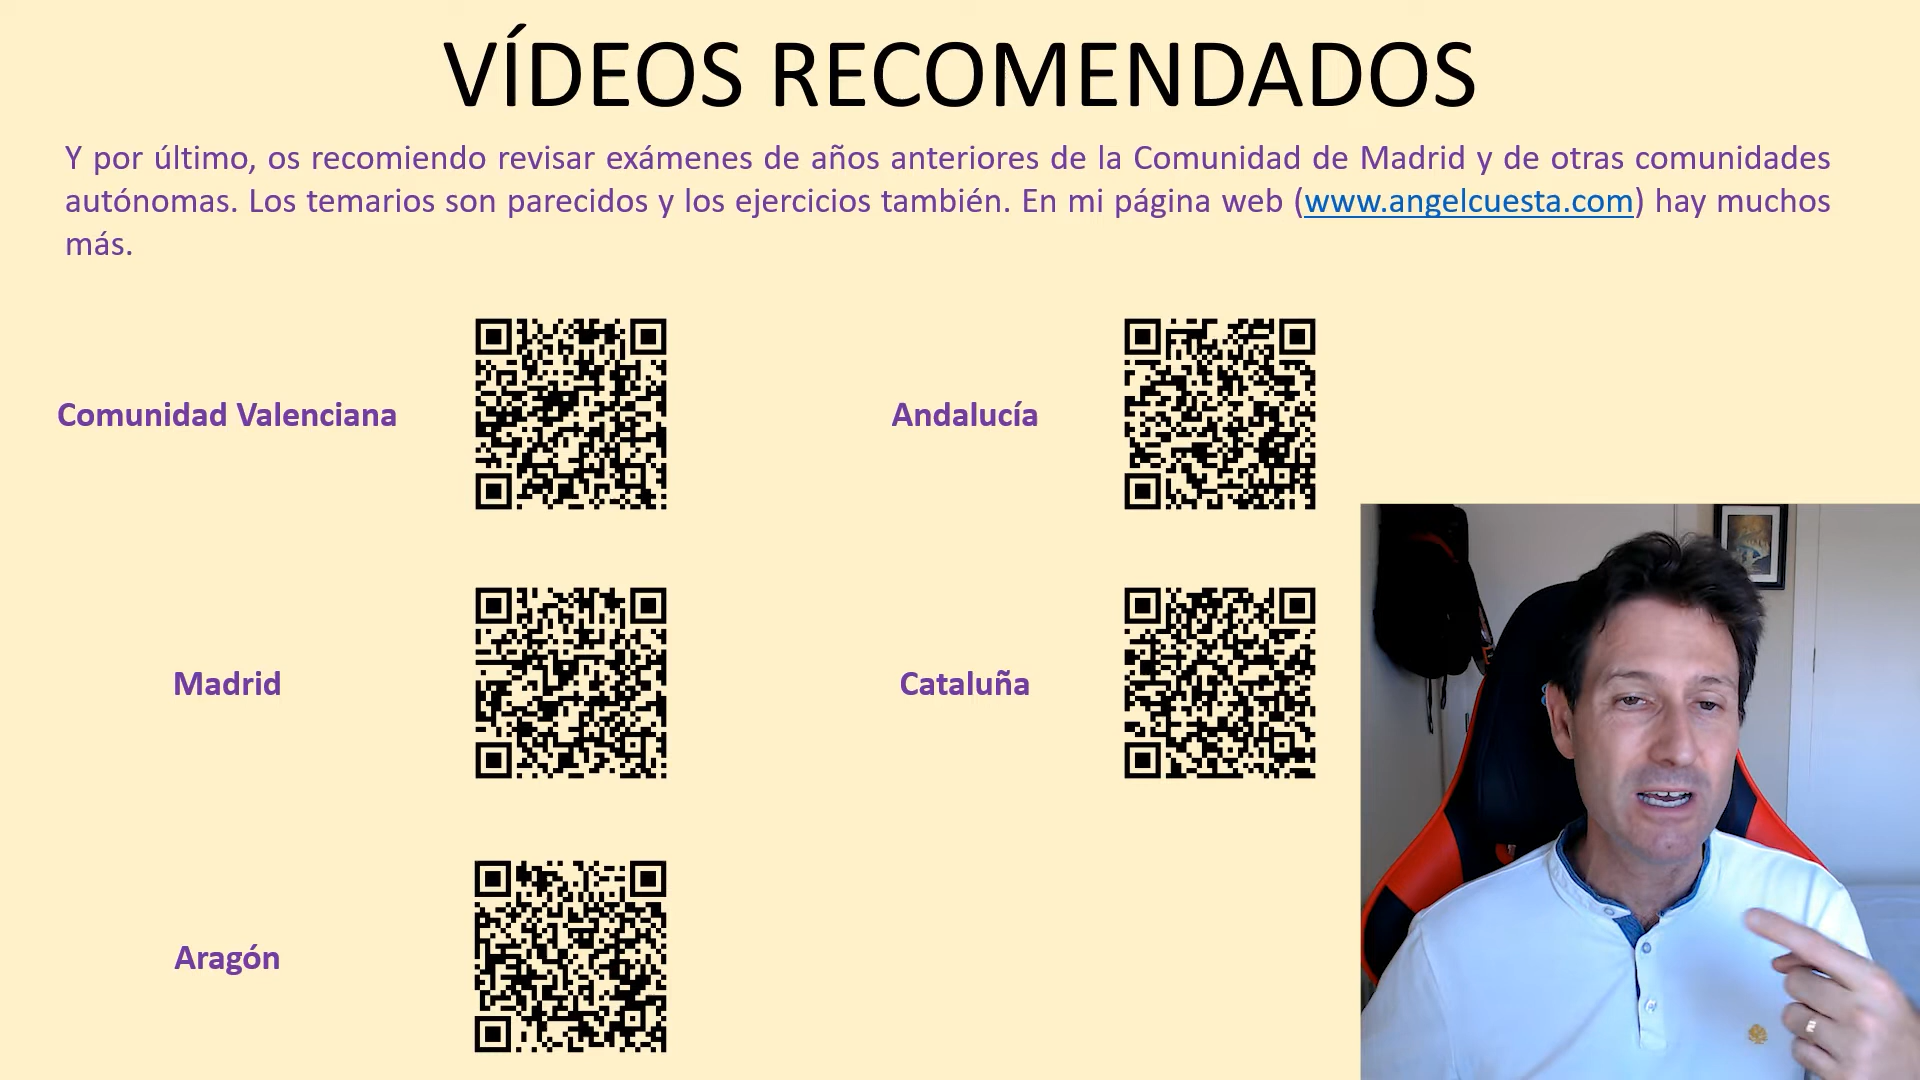 VÍDEOS RECOMENDADOS
Y por último, os recomiendo revisar exámenes de años anteriores de la Comunidad de Madrid y de otras comunidades
autónomas. Los temarios son parecidos y los ejercicios también. En mi página web (www.angelcuesta.com) hay muchos
más.
Comunidad Valenciana
Andalucía
Madrid
Cataluña
Aragón